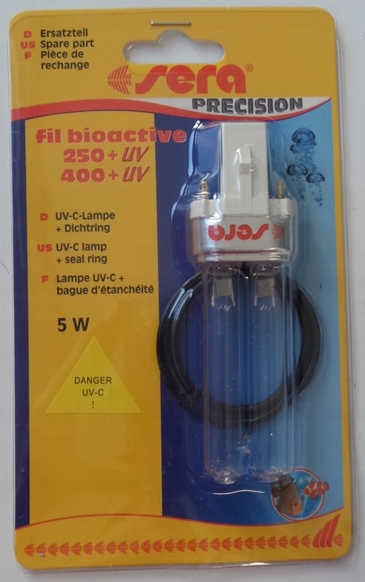 D Ersatzteil
US Spare part
F Pièce de
rechange
sera®
PRECISION
fil bioactive
250 + UV
400 + UV
D UV-C-Lampe
+ Dichtring
US UV-C lamp
+ seal ring
F Lampe UV-C +
bague d'étanchéité
5 W
DANGER
UV-C
!
sera